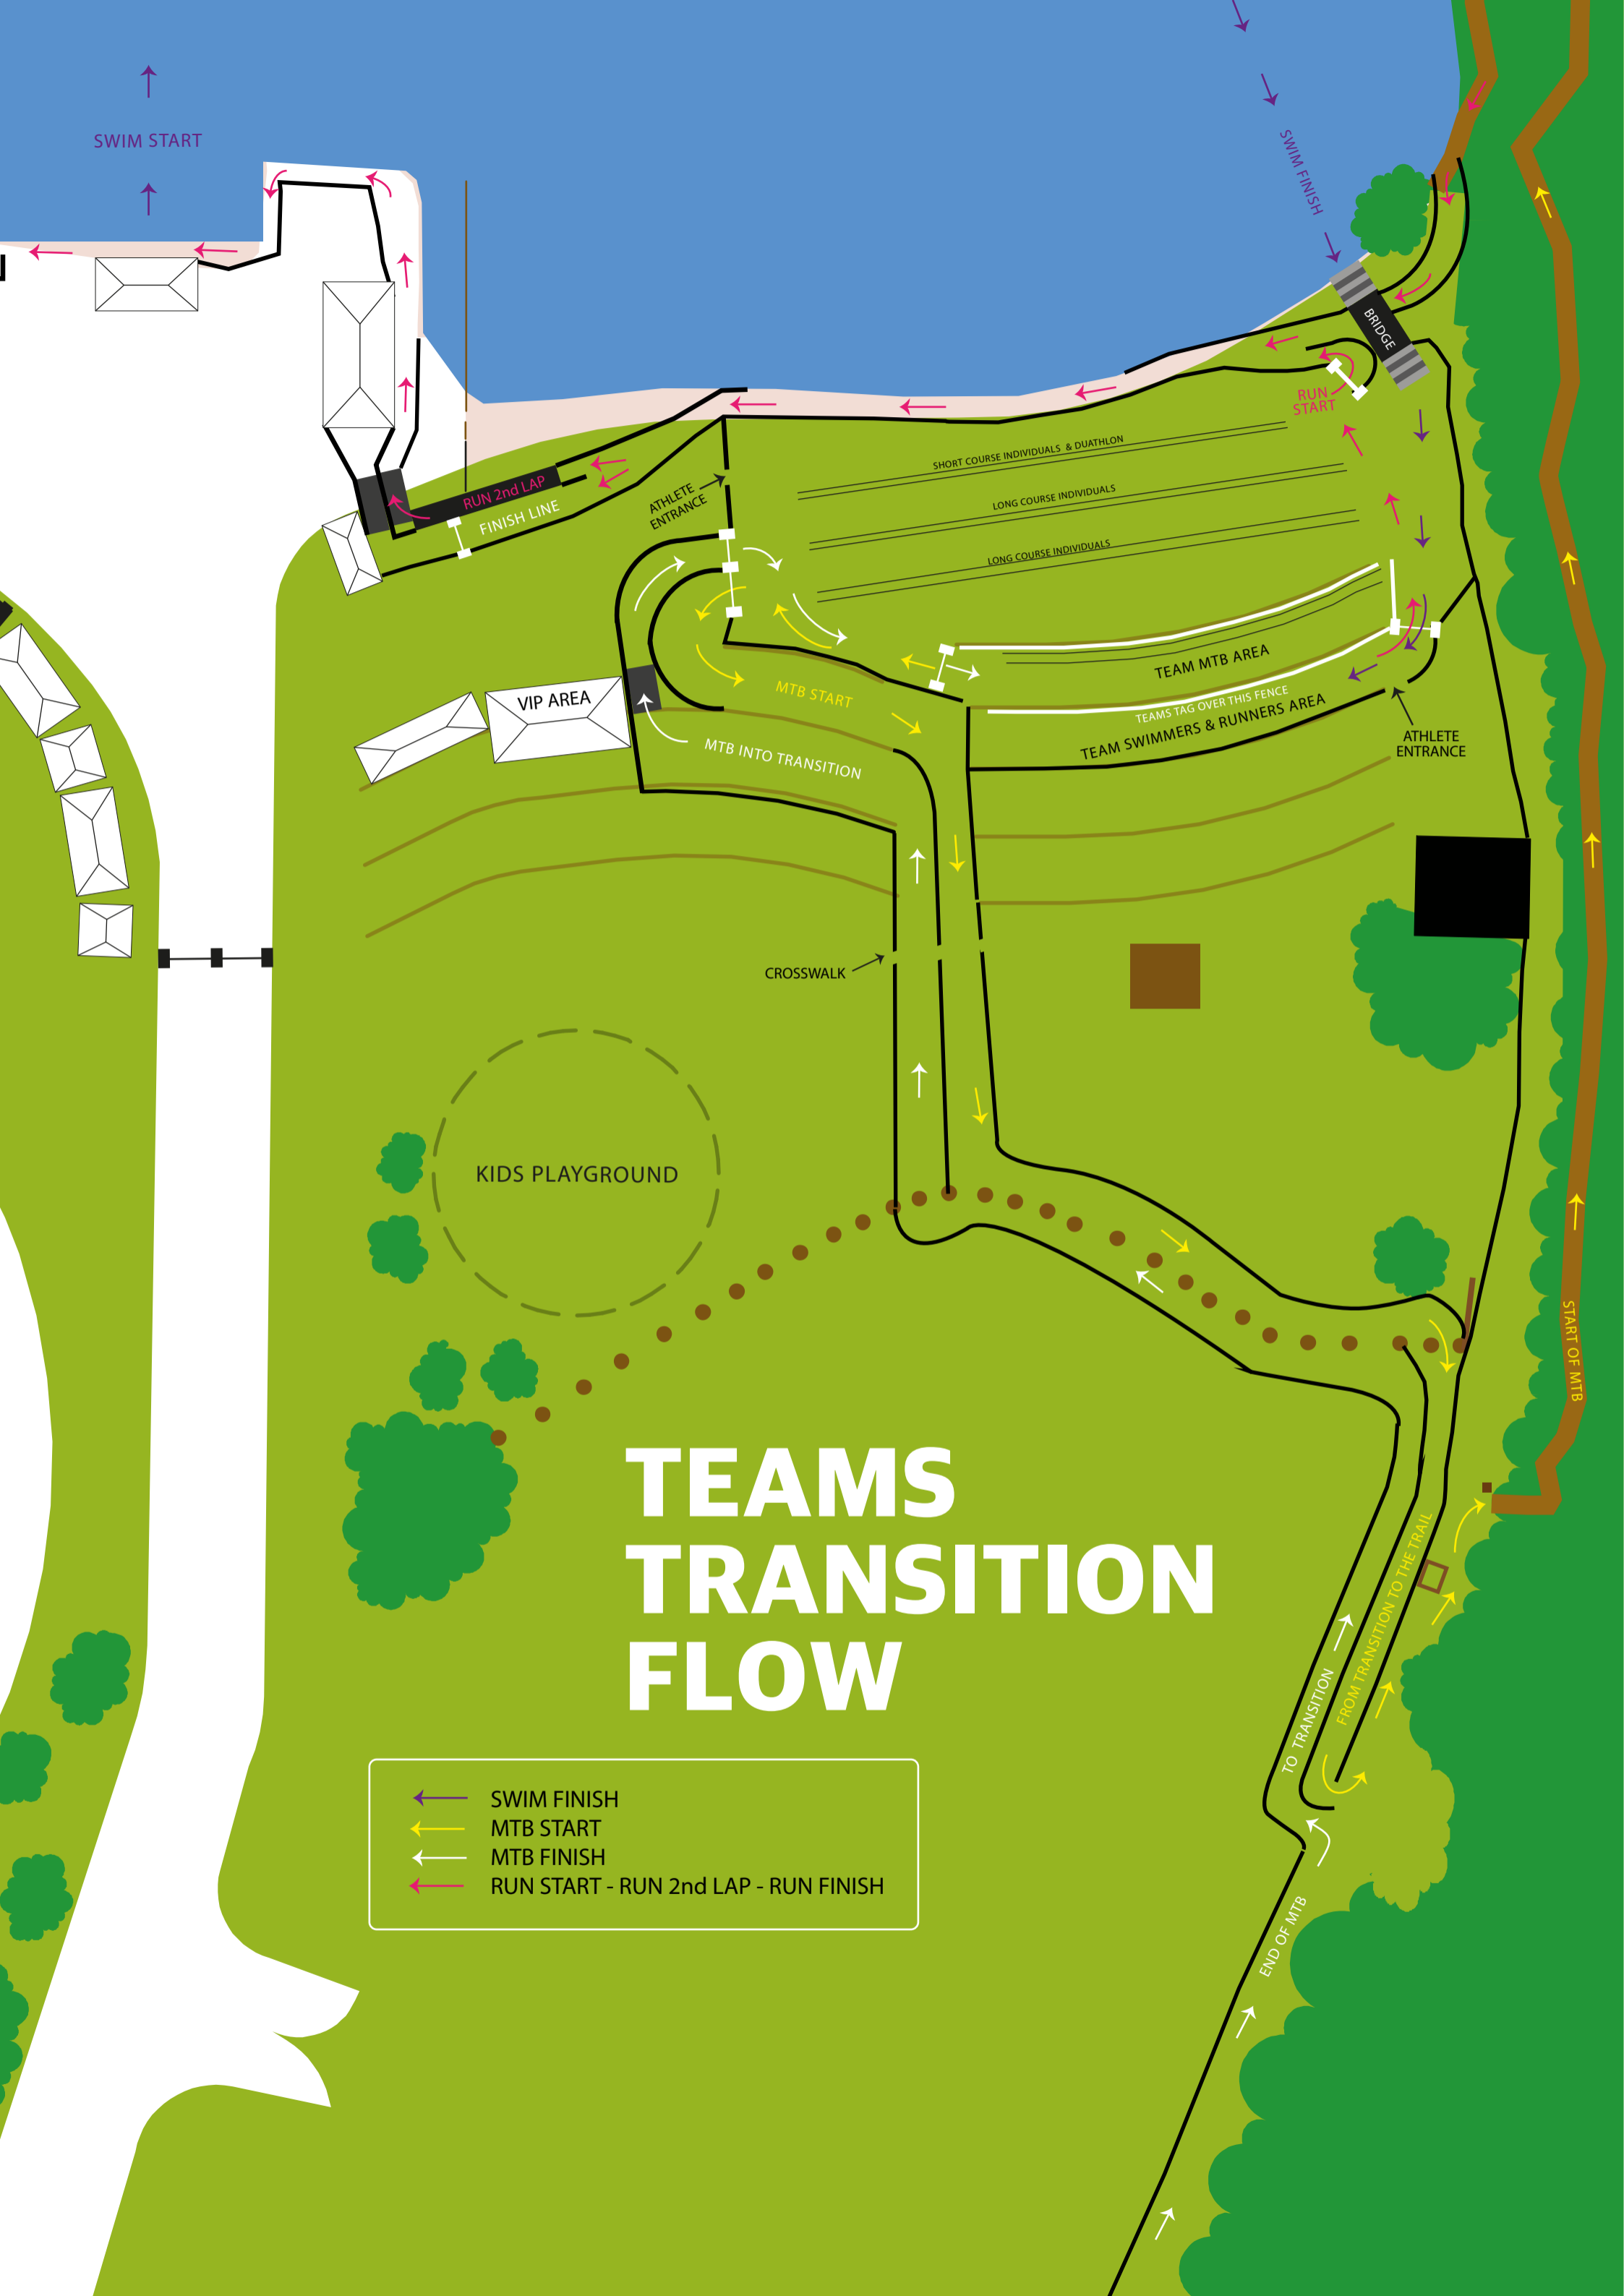 SWIM START
SWIM FINISH
BRIDGE
RUN
START
SHORT COURSE INDIVIDUALS & DUATHLON
LONG COURSE INDIVIDUALS
LONG COURSE INDIVIDUALS
RUN 2nd LAP
FINISH LINE
ATHLETE
ENTRANCE
TEAM MTB AREA
TEAMS TAG OVER THIS FENCE
TEAM SWIMMERS & RUNNERS AREA
ATHLETE
ENTRANCE
VIP AREA
MTB START
MTB INTO TRANSITION
CROSSWALK
KIDS PLAYGROUND
START OF MTB
TEAMS
TRANSITION
FLOW
FROM TRANSITION TO THE TRAIL
TO TRANSITION
END OF MTB
SWIM FINISH
MTB START
MTB FINISH
RUN START - RUN 2nd LAP - RUN FINISH